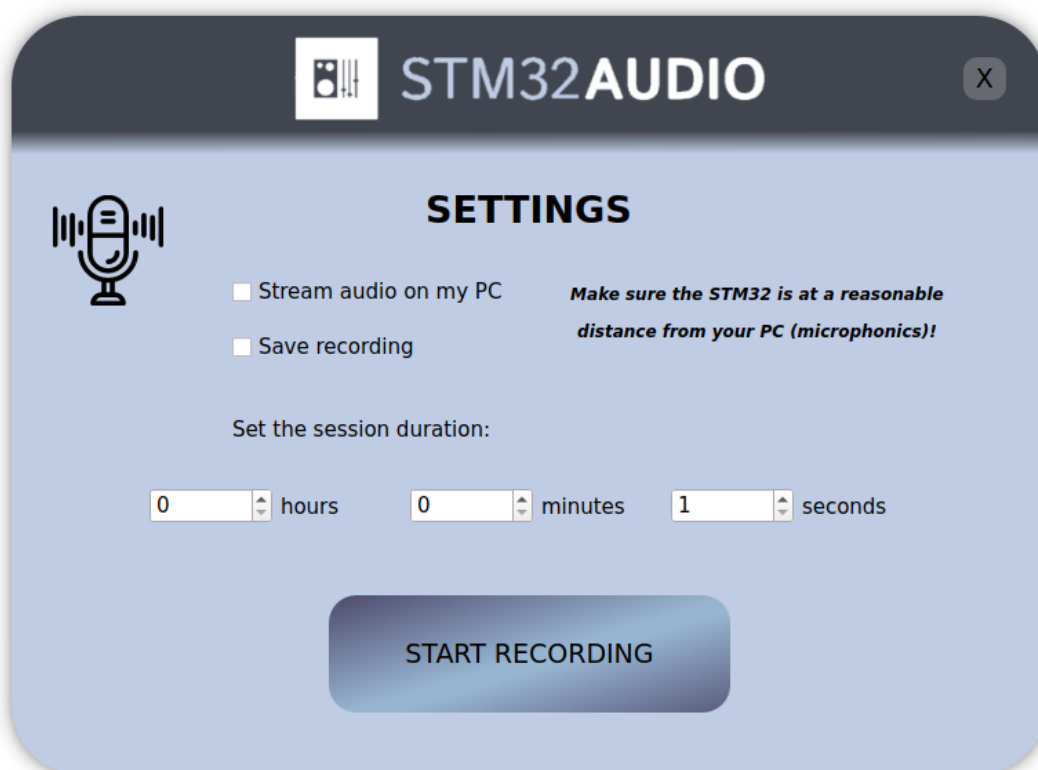 STM32AUDIO
X
SETTINGS
Stream audio on my PC
Make sure the STM32 is at a reasonable
distance from your PC (microphonics)!
Save recording
Set the session duration:
0 hours 0 minutes 1 seconds
START RECORDING